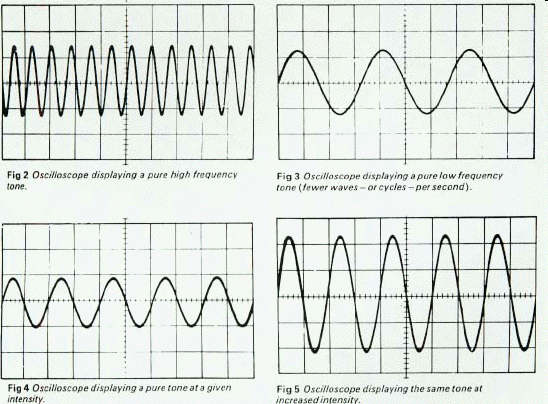 Fig 2 Oscilloscope displaying a pure high frequency
tone.
Fig 3 Oscilloscope displaying a pure low frequency
tone (fewer waves – or cycles – per second).
Fig 4 Oscilloscope displaying a pure tone at a given
intensity.
Fig 5 Oscilloscope displaying the same tone at
increased intensity.